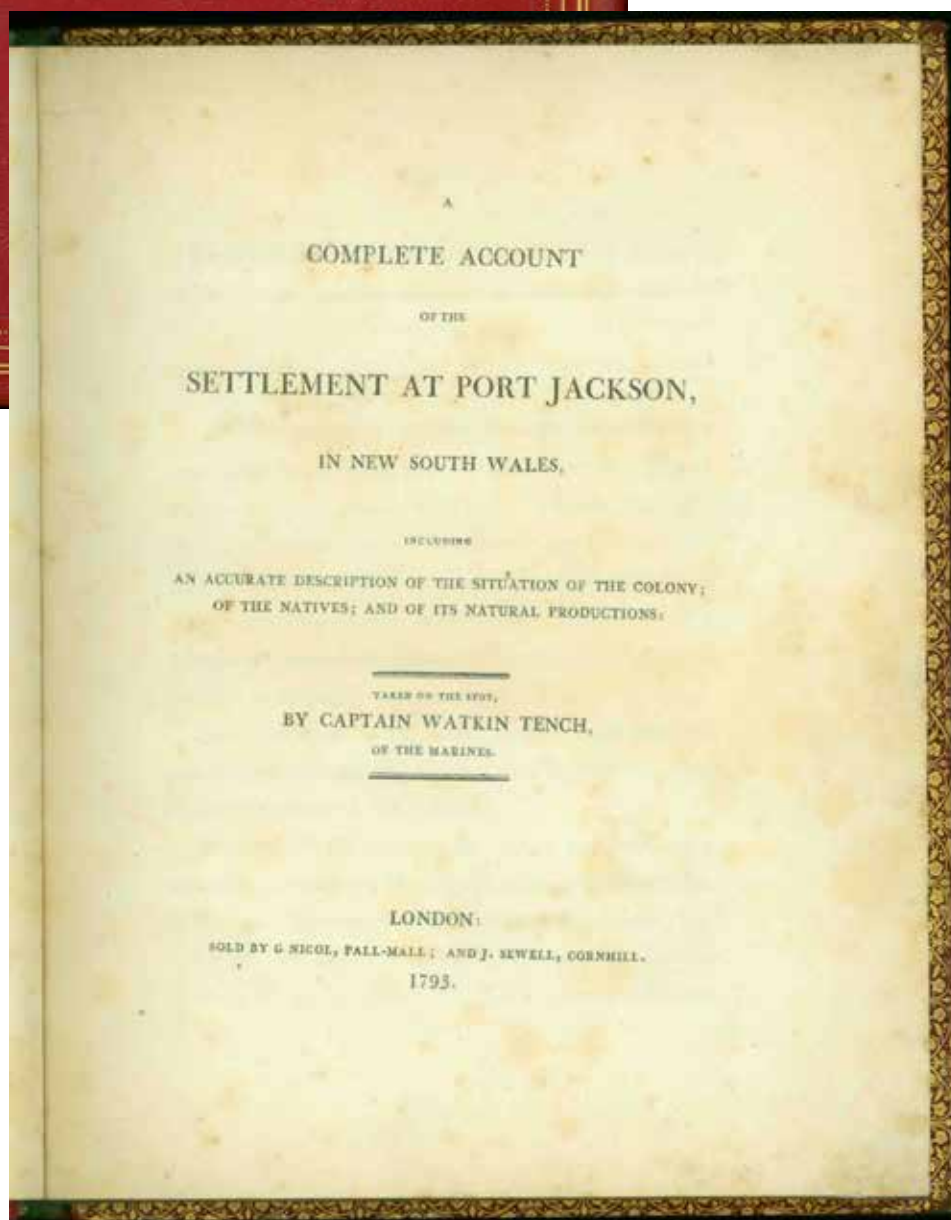 A
COMPLETE ACCOUNT
OF THE
SETTLEMENT AT PORT JACKSON,
IN NEW SOUTH WALES,
INCLUDING
AN ACCURATE DESCRIPTION OF THE SITUATION OF THE COLONY;
OF THE NATIVES; AND OF ITS NATURAL PRODUCTIONS:
TAKEN ON THE SPOT,
BY CAPTAIN WATKIN TENCH,
OF THE MARINES.
LONDON:
SOLD BY G NICOL, PALL-MALL; AND J. SEWELL, CORNHILL.
1793.